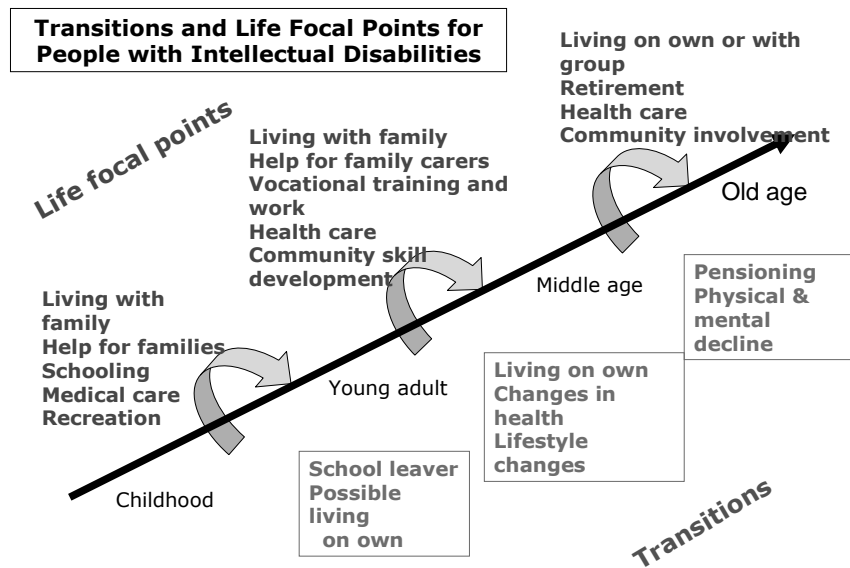 Transitions and Life Focal Points for
People with Intellectual Disabilities
Life focal points
Living on own or with
group
Retirement
Health care
Community involvement
Living with family
Help for family carers
Vocational training and
work
Health care
Community skill
development
Living with
family
Help for families
Schooling
Medical care
Recreation
Old age
Middle age
Young adult
Childhood
Pensioning
Physical &
mental
decline
Living on own
Changes in
health
Lifestyle
changes
School leaver
Possible
living
on own
Transitions